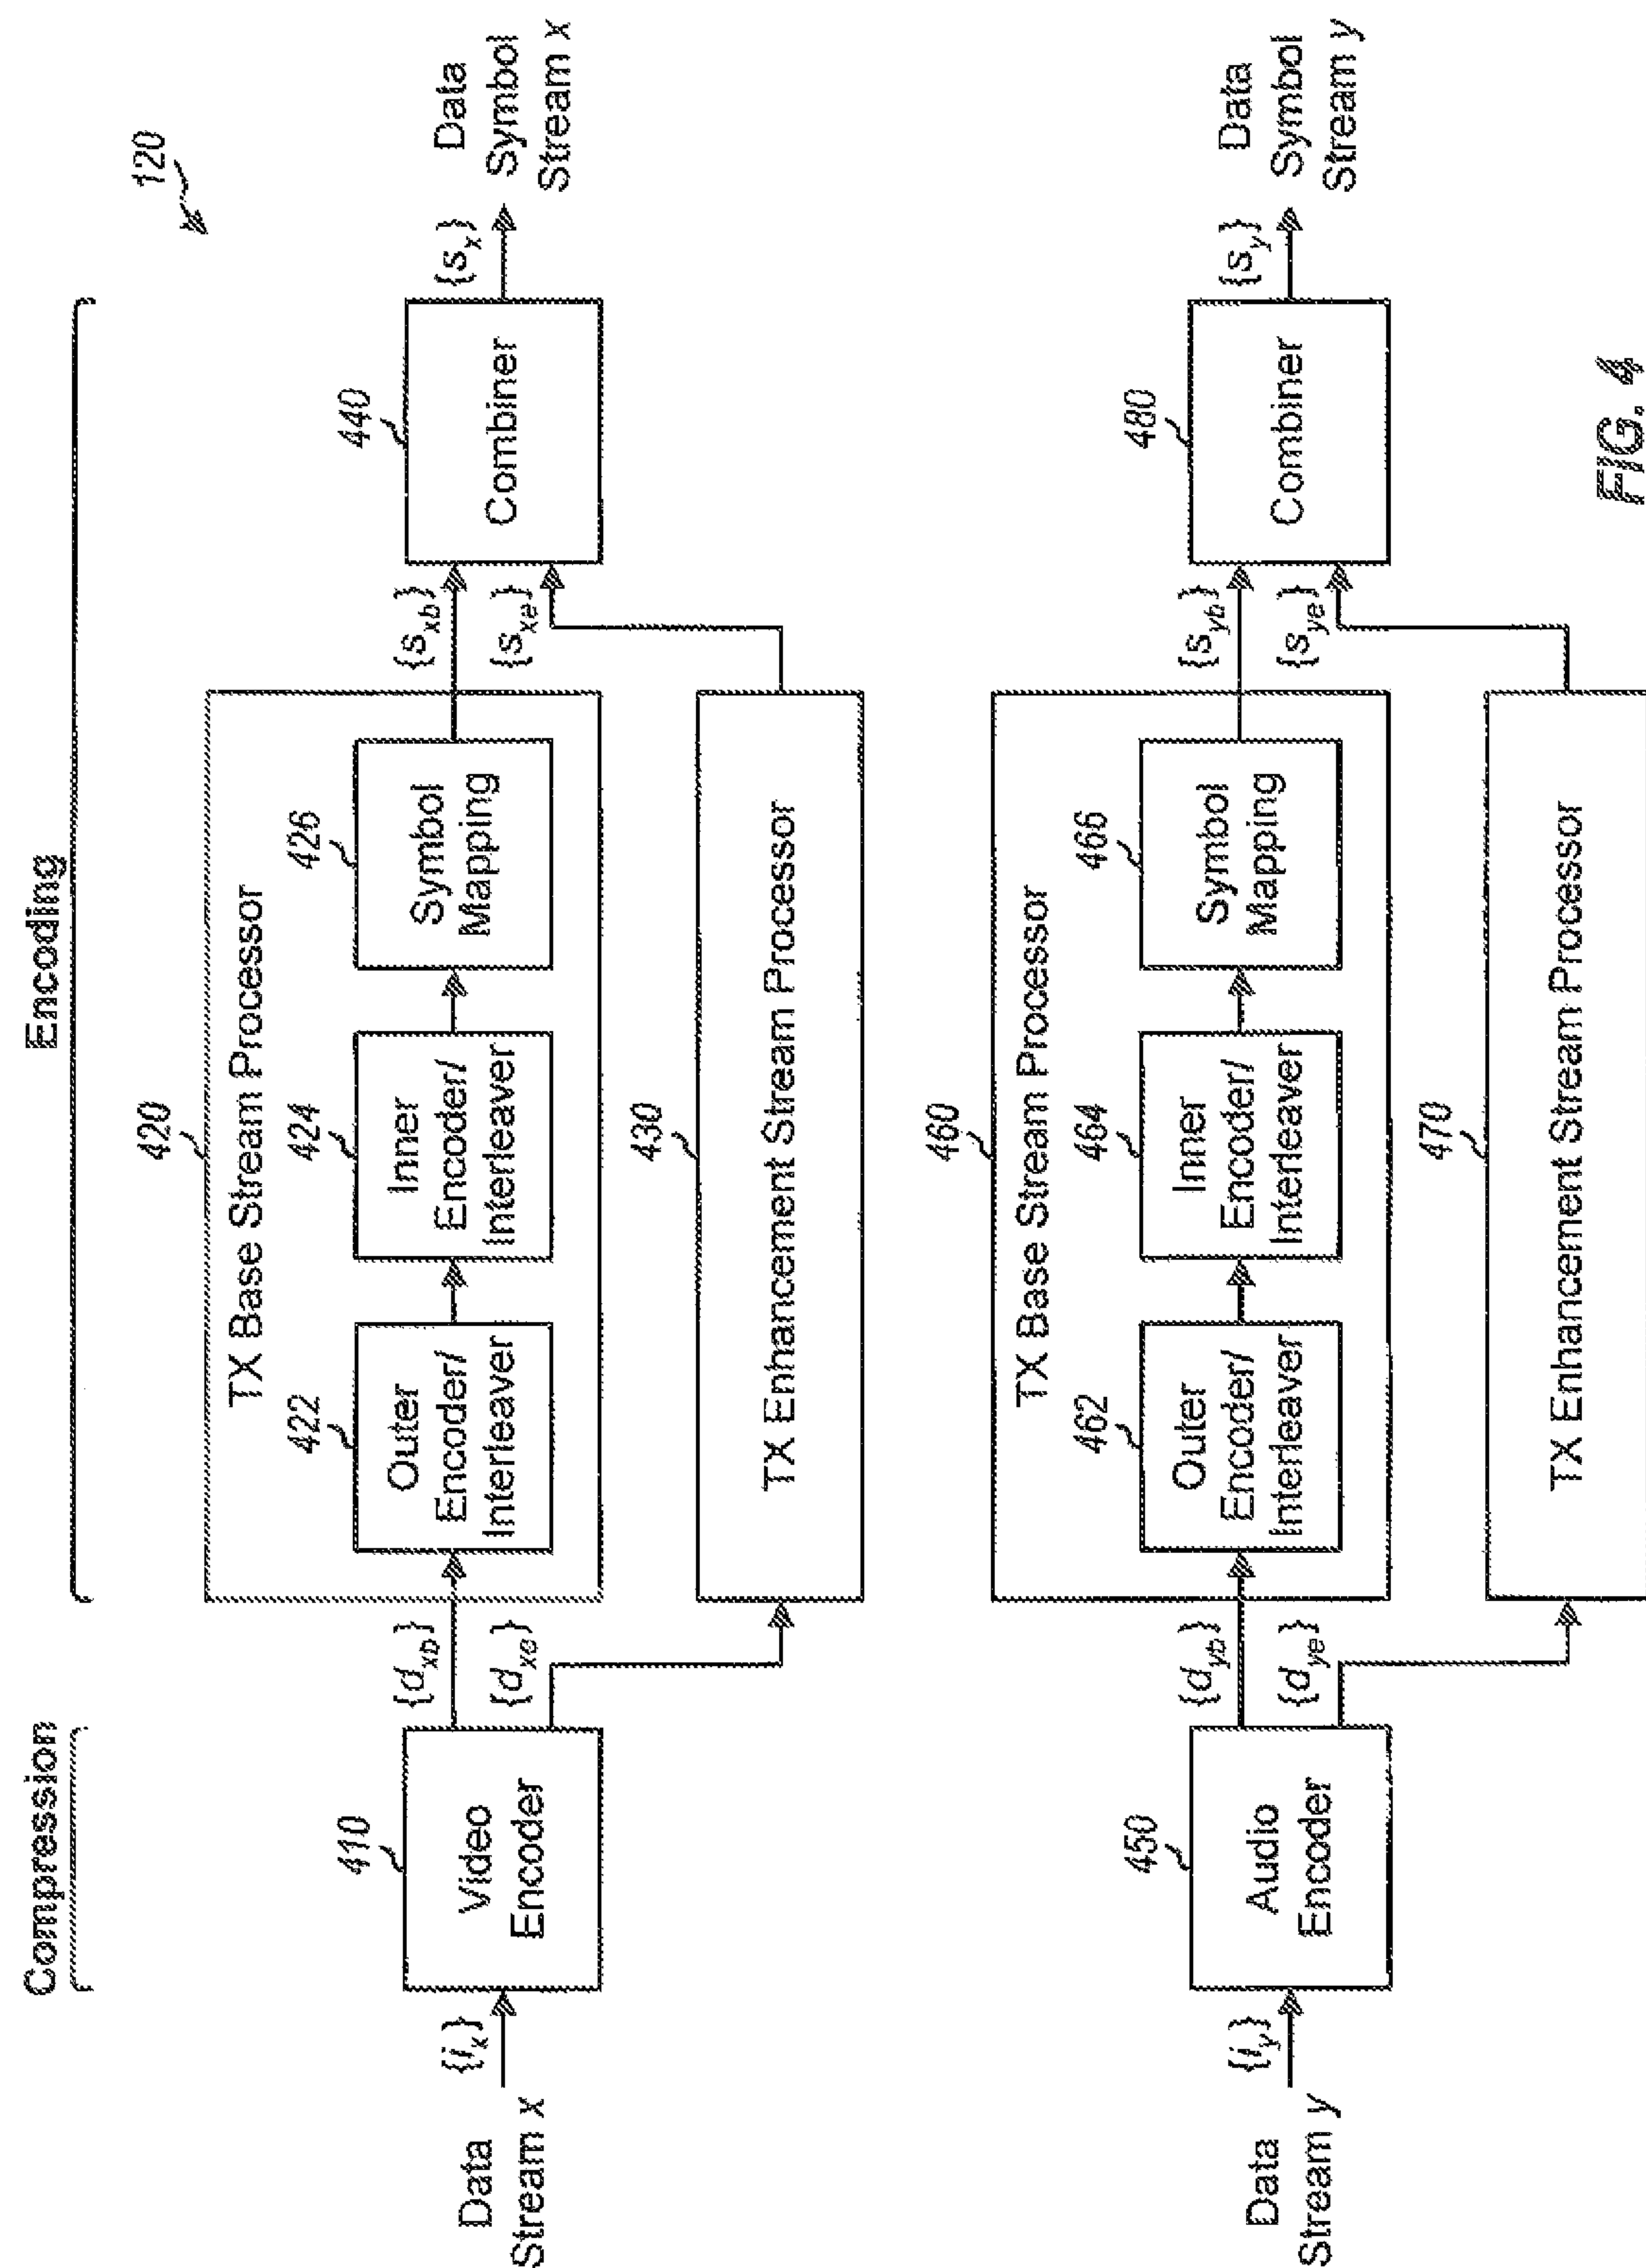 120
Compression
Encoding
420
TX Base Stream Processor
410
422
424
426
440
Data
Stream x
{i_x}
Video
Encoder
{d_xb}
{d_xe}
Outer
Encoder/
Interleaver
Inner
Encoder/
Interleaver
Symbol
Mapping
{s_xb}
{s_xe}
Combiner
{s_x}
Data
Symbol
Stream x
430
TX Enhancement Stream Processor
460
TX Base Stream Processor
450
462
464
466
480
Data
Stream y
{i_y}
Audio
Encoder
{d_yb}
{d_ye}
Outer
Encoder/
Interleaver
Inner
Encoder/
Interleaver
Symbol
Mapping
{s_yb}
{s_ye}
Combiner
{s_y}
Data
Symbol
Stream y
470
TX Enhancement Stream Processor
FIG. 4